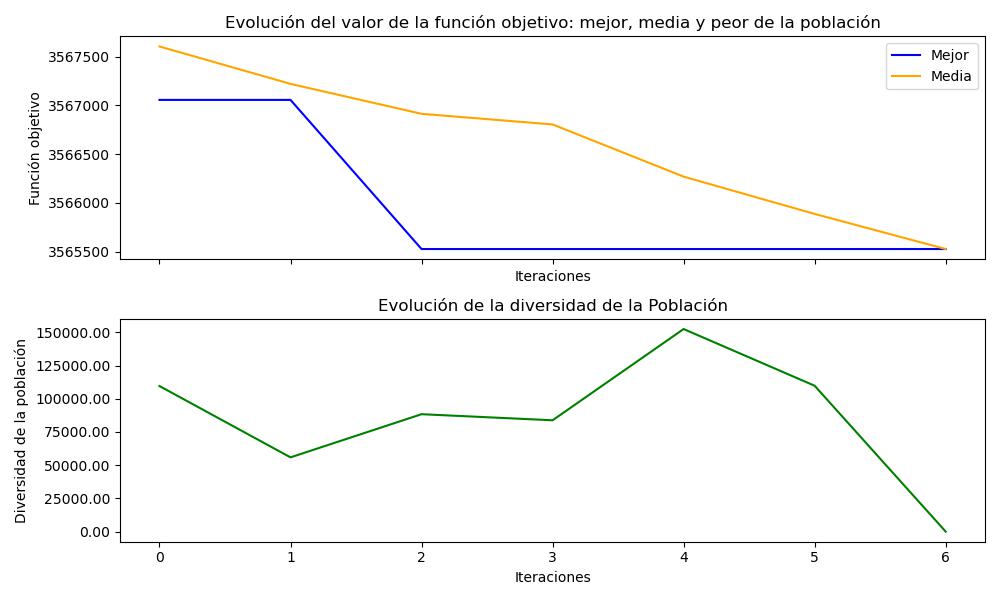 Evolución del valor de la función objetivo: mejor, media y peor de la población
Función objetivo
3567500
3567000
3566500
3566000
3565500
Mejor
Media
Iteraciones
Evolución de la diversidad de la Población
Diversidad de la población
150000.00
125000.00
100000.00
75000.00
50000.00
25000.00
0.00
0 1 2 3 4 5 6
Iteraciones